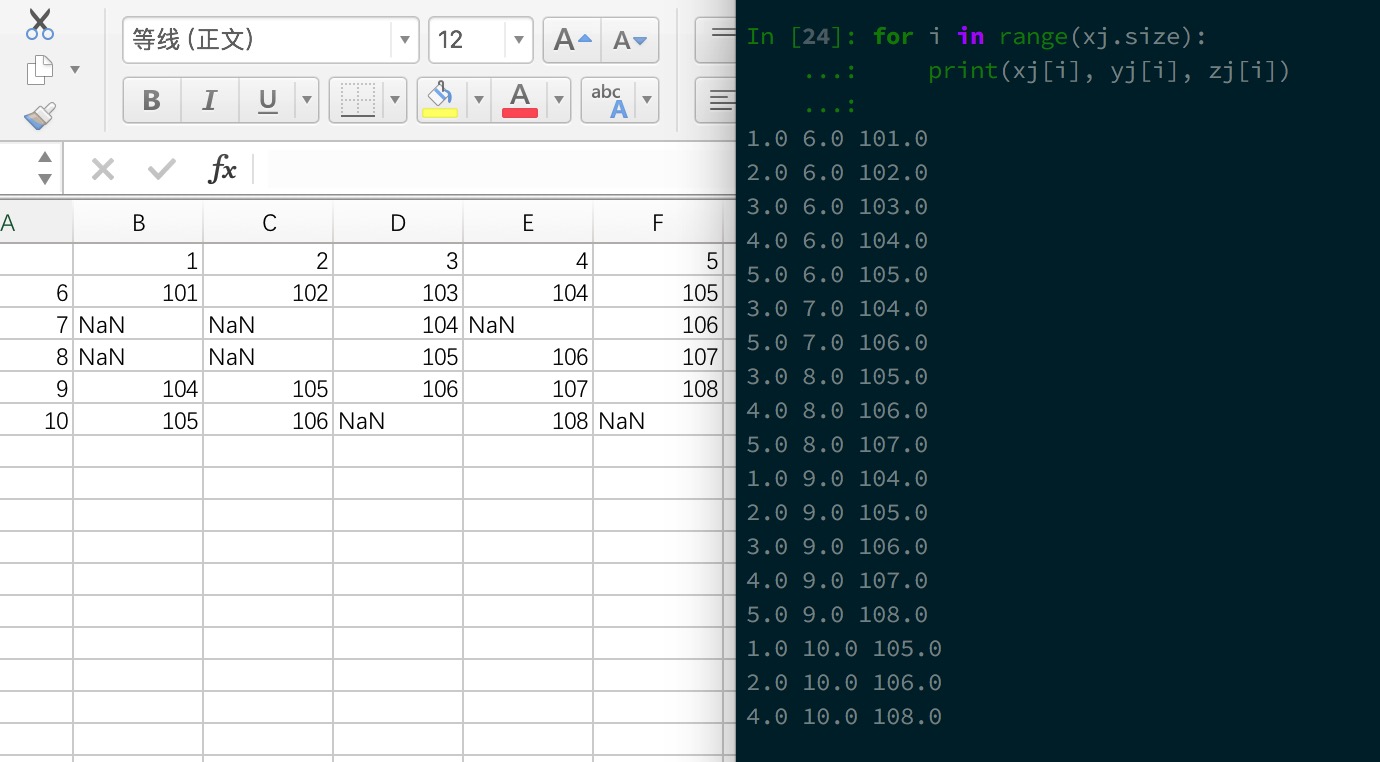 等线 (正文) 12 A A
B I U A abc A
fx
A B C D E F
1 2 3 4 5
6 101 102 103 104 105
7 NaN NaN 104 NaN 106
8 NaN NaN 105 106 107
9 104 105 106 107 108
10 105 106 NaN 108 NaN
In [24]: for i in range(xj.size):
...: print(xj[i], yj[i], zj[i])
...:
1.0 6.0 101.0
2.0 6.0 102.0
3.0 6.0 103.0
4.0 6.0 104.0
5.0 6.0 105.0
3.0 7.0 104.0
5.0 7.0 106.0
3.0 8.0 105.0
4.0 8.0 106.0
5.0 8.0 107.0
1.0 9.0 104.0
2.0 9.0 105.0
3.0 9.0 106.0
4.0 9.0 107.0
5.0 9.0 108.0
1.0 10.0 105.0
2.0 10.0 106.0
4.0 10.0 108.0